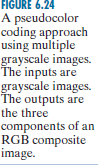 FIGURE 6.24
A pseudocolor
coding approach
using multiple
grayscale images.
The inputs are
grayscale images.
The outputs are
the three
components of an
RGB composite
image.